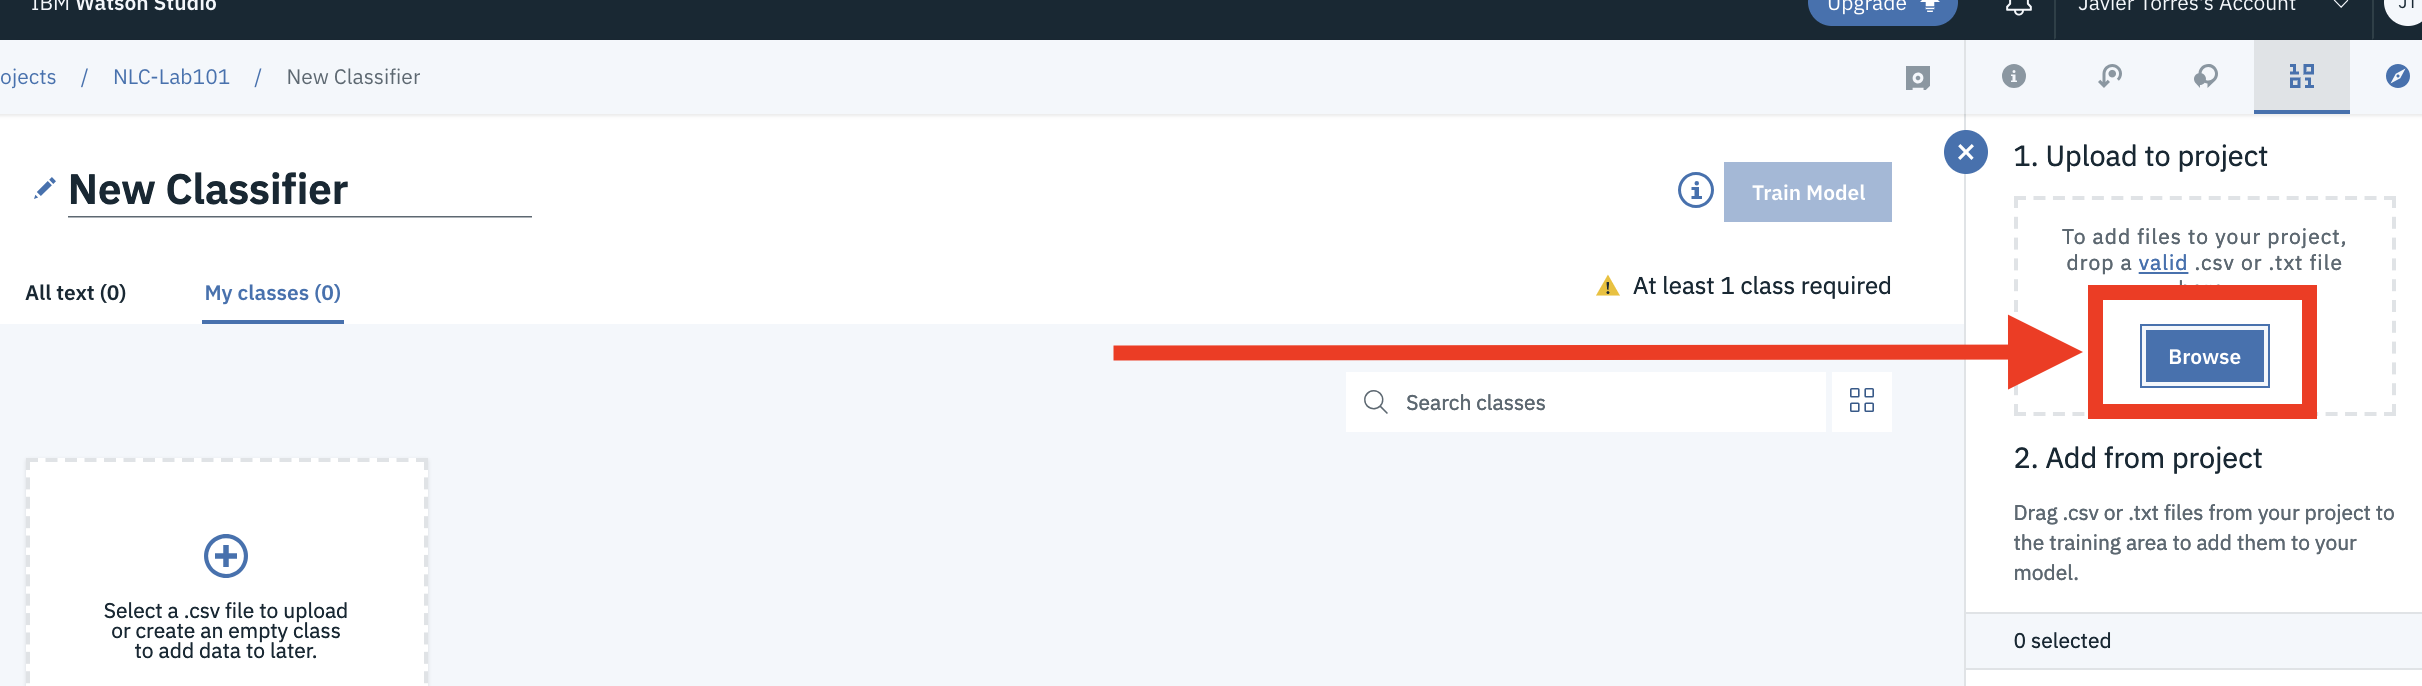 IBM Watson Studio
Upgrade
Javier Torres's Account
JT
ojects / NLC-Lab101 / New Classifier
New Classifier
Train Model
All text (0)
My classes (0)
At least 1 class required
Search classes
Select a .csv file to upload
or create an empty class
to add data to later.
1. Upload to project
To add files to your project,
drop a valid .csv or .txt file
Browse
2. Add from project
Drag .csv or .txt files from your project to
the training area to add them to your
model.
0 selected